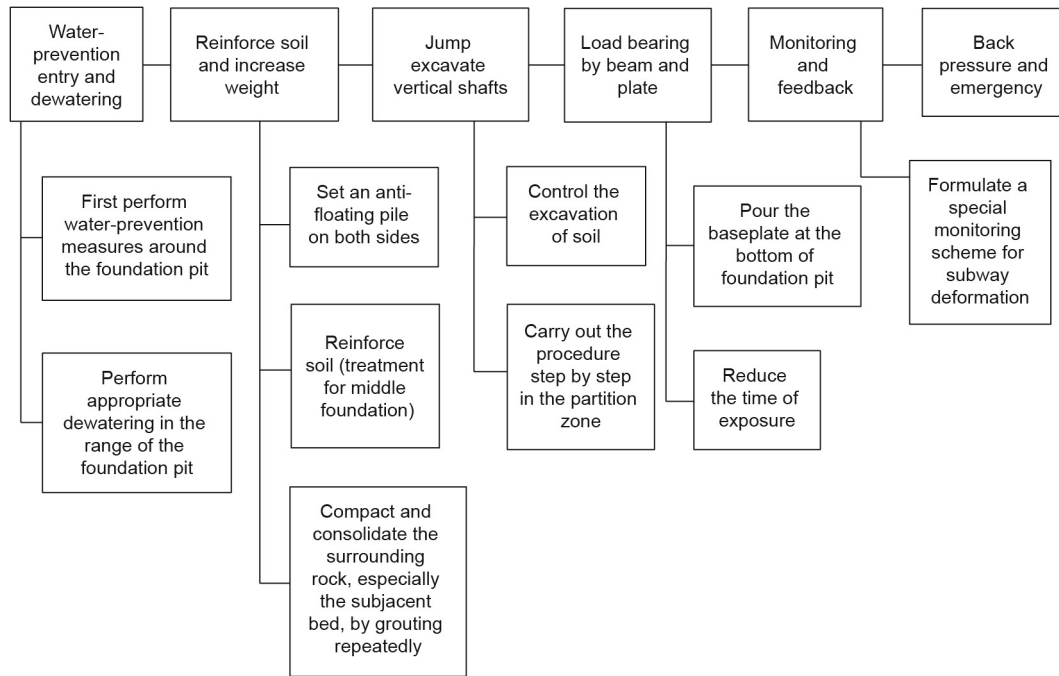 Water-
prevention
entry and
dewatering
Reinforce soil
and increase
weight
Jump
excavate
vertical shafts
Load bearing
by beam and
plate
Monitoring
and
feedback
Back
pressure and
emergency
First perform
water-prevention
measures around
the foundation pit
Perform
appropriate
dewatering in the
range of the
foundation pit
Set an anti-
floating pile
on both sides
Reinforce
soil (treatment
for middle
foundation)
Compact and
consolidate the
surrounding
rock, especially
the subjacent
bed, by grouting
repeatedly
Control the
excavation
of soil
Carry out the
procedure
step by step
in the partition
zone
Pour the
baseplate at the
bottom of
foundation pit
Reduce
the time of
exposure
Formulate a
special
monitoring
scheme for
subway
deformation